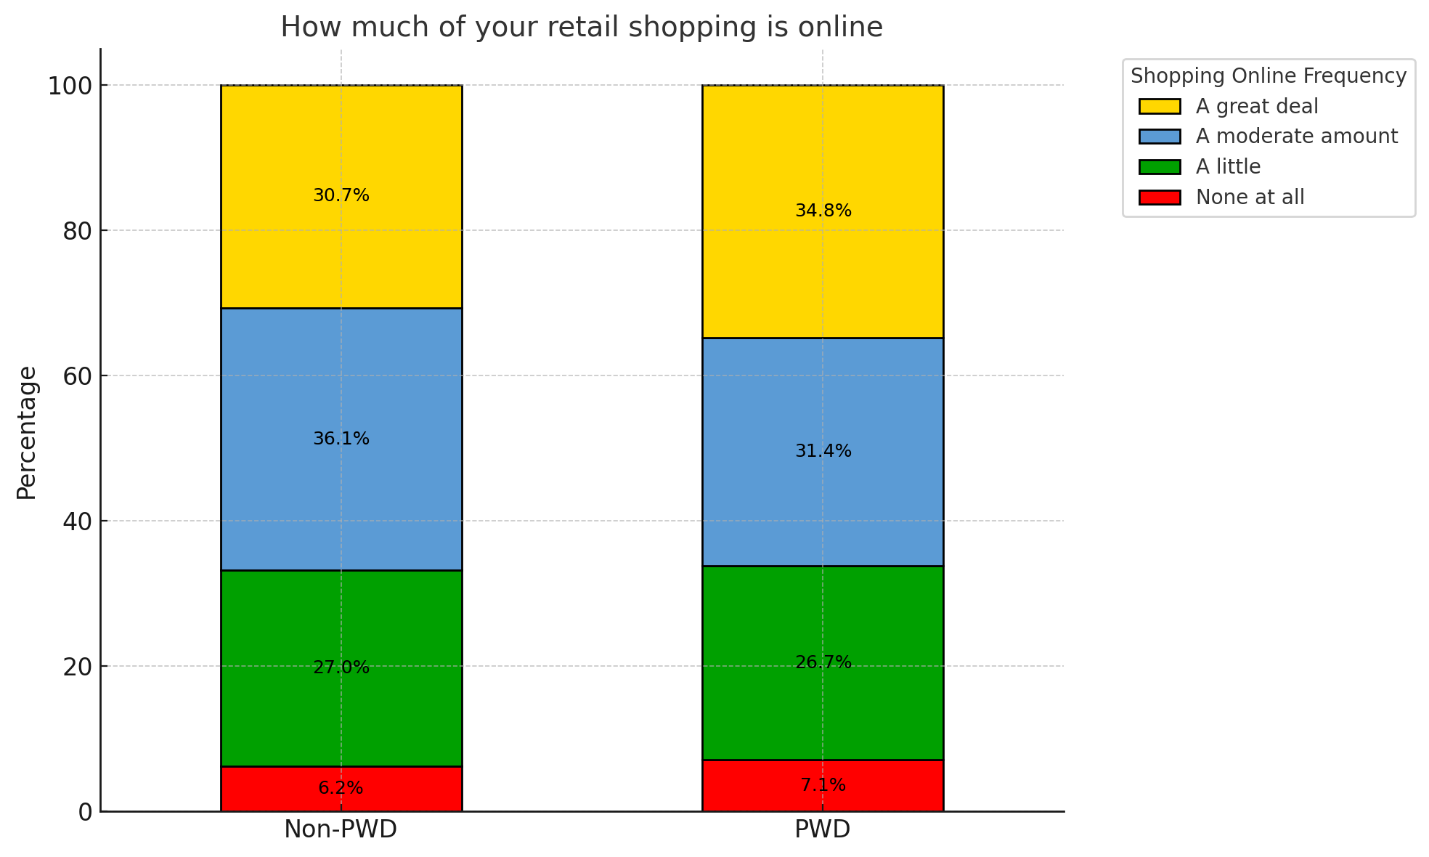 How much of your retail shopping is online
Shopping Online Frequency
A great deal
A moderate amount
A little
None at all
Percentage
100
80
60
40
20
0
30.7%
36.1%
27.0%
6.2%
34.8%
31.4%
26.7%
7.1%
Non-PWD
PWD